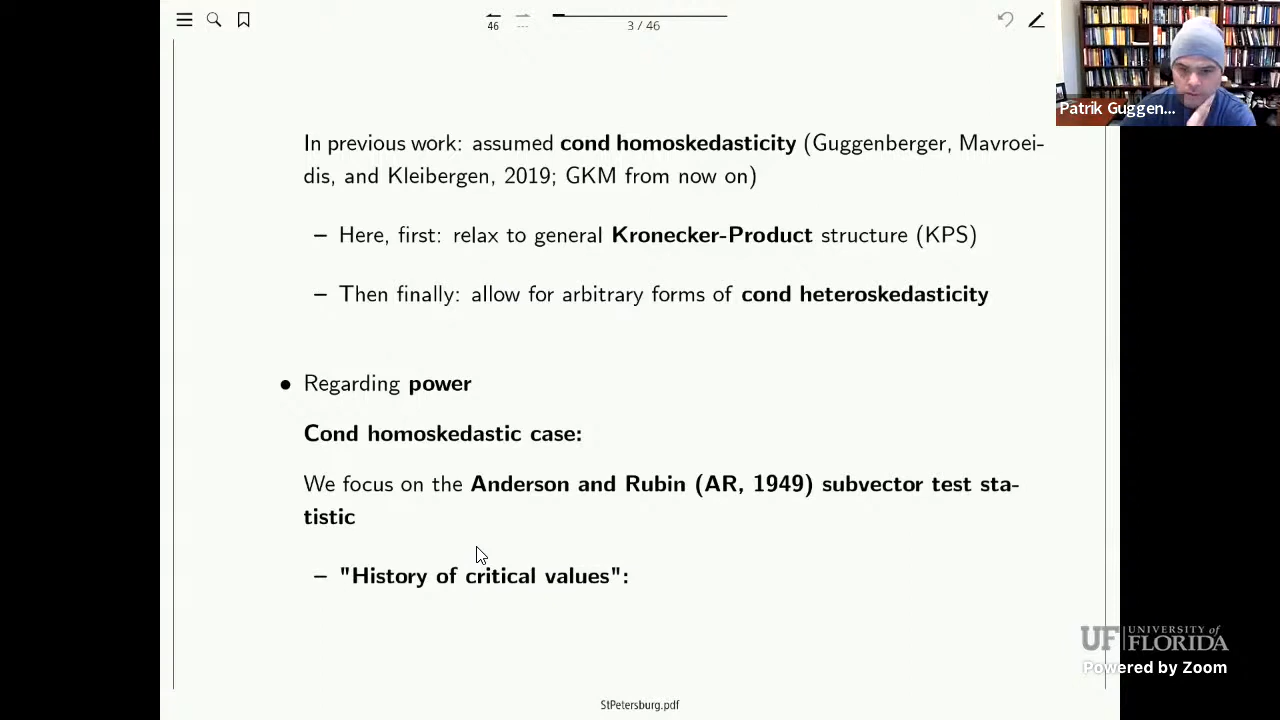 46
---
3 / 46
Patrik Guggen...
In previous work: assumed cond homoskedasticity (Guggenberger, Mavroei-
dis, and Kleibergen, 2019; GKM from now on)
– Here, first: relax to general Kronecker-Product structure (KPS)
– Then finally: allow for arbitrary forms of cond heteroskedasticity
● Regarding power
Cond homoskedastic case:
We focus on the Anderson and Rubin (AR, 1949) subvector test sta-
tistic
– "History of critical values":
UF | UNIVERSITY of
FLORIDA
Powered by Zoom
StPetersburg.pdf